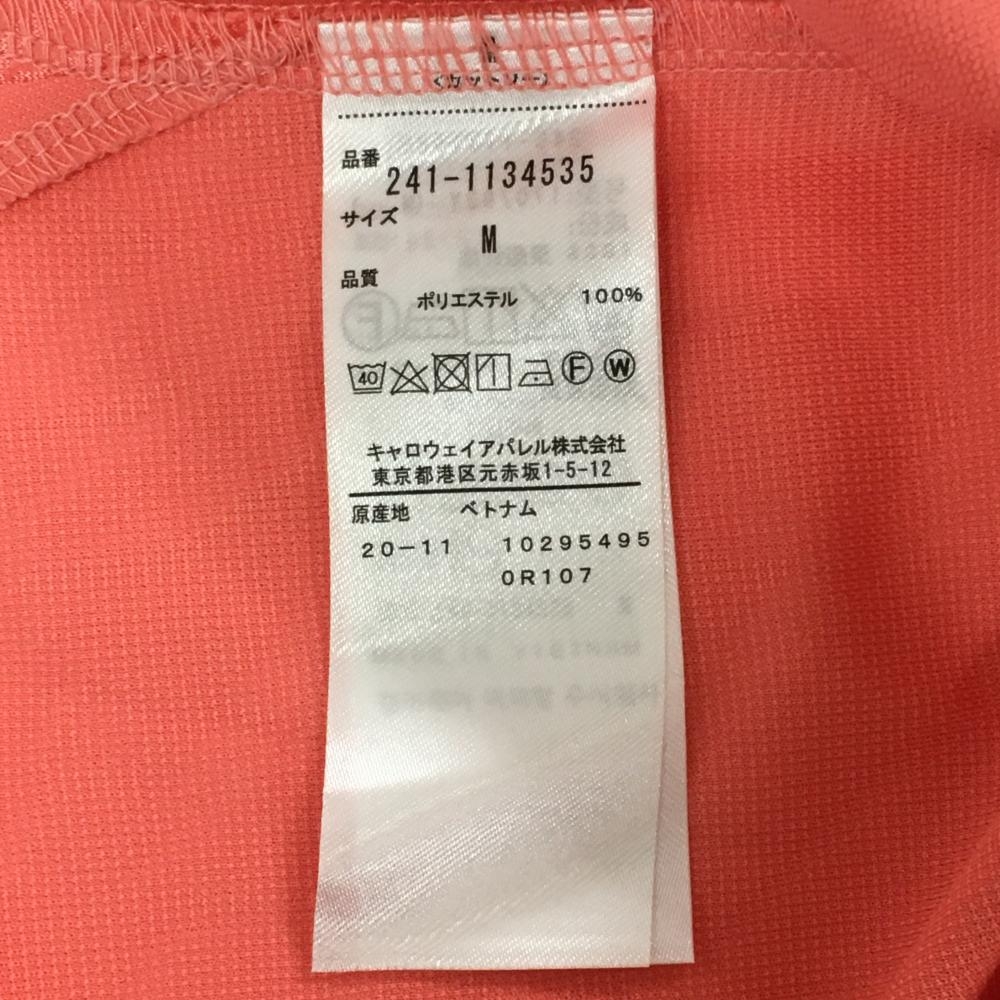 品番
241-1134535
サイズ
M
品質
ポリエステル 100%
40 F W
キャロウェイアパレル株式会社
東京都港区元赤坂1-5-12
原産地 ベトナム
20-11 10295495
0R107